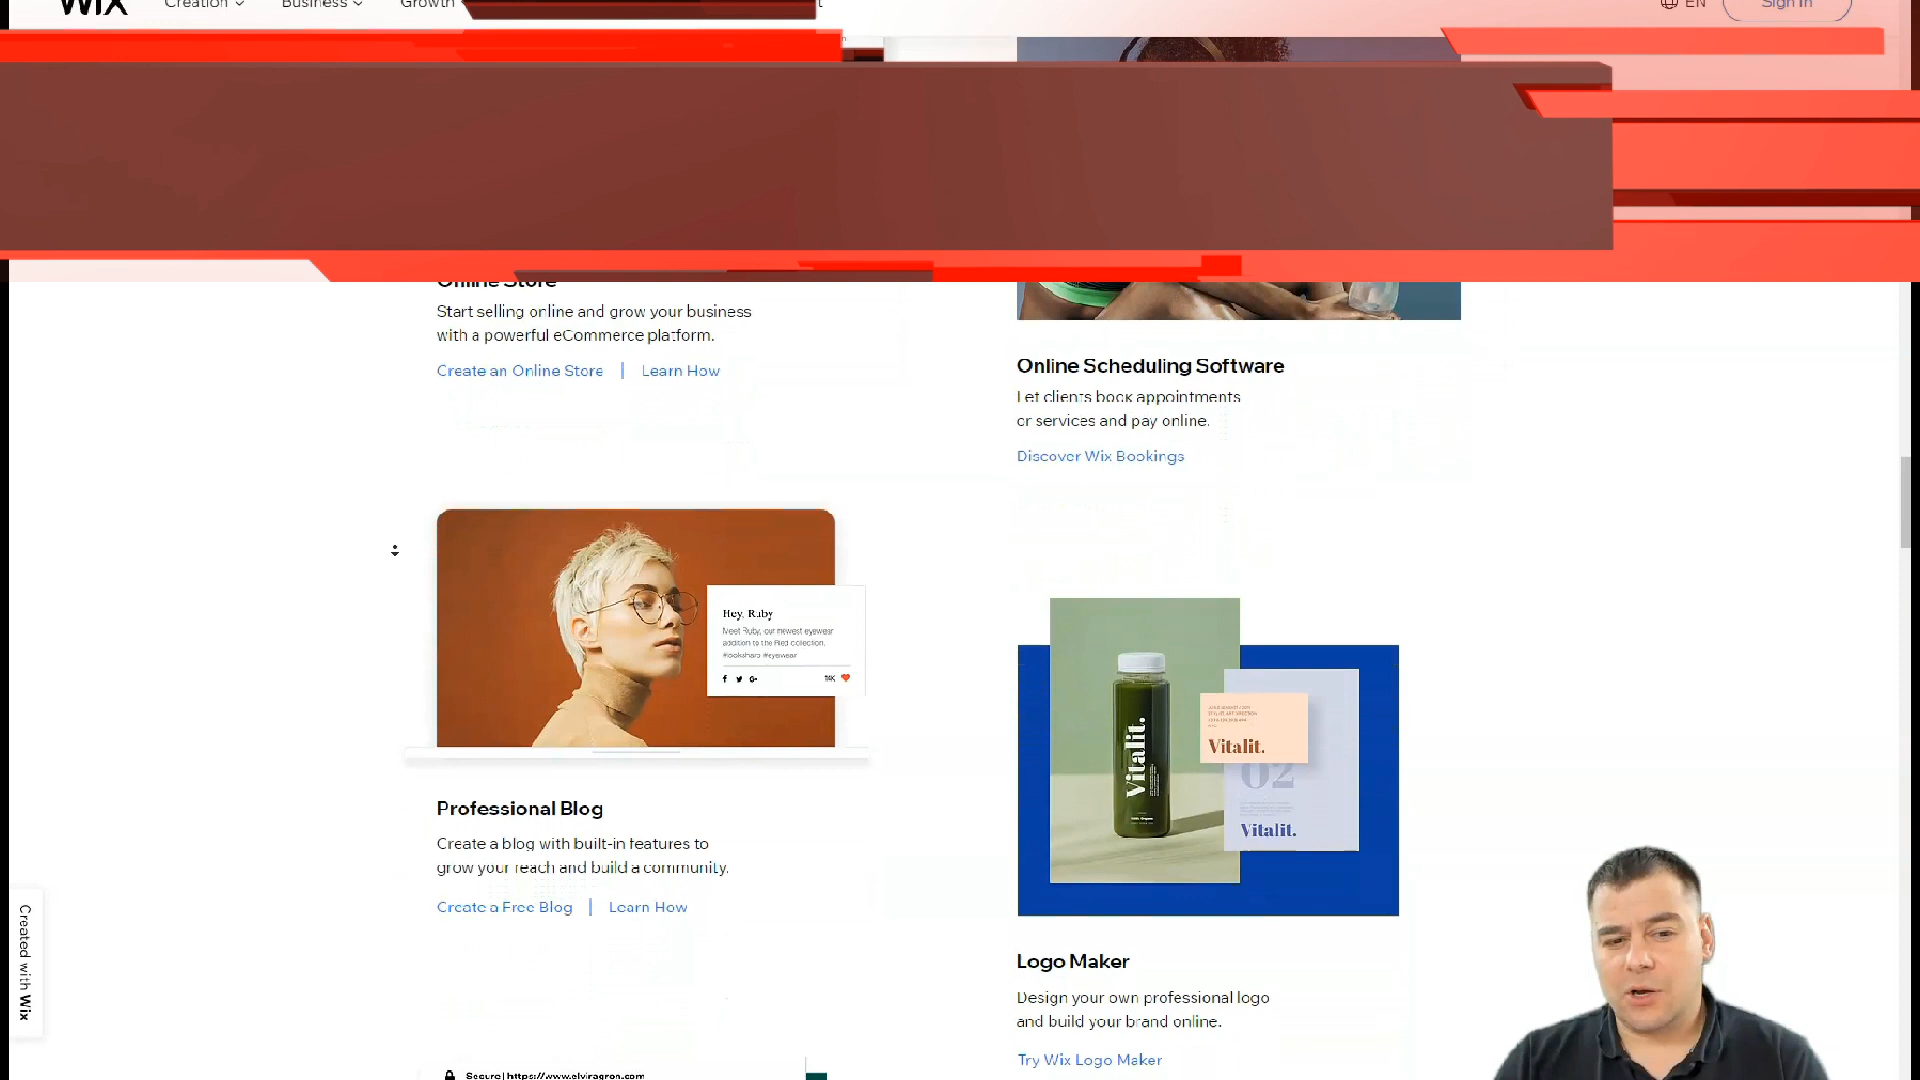 WIX
Creation
Business
Growth
EN
Sign In
Online Store
Start selling online and grow your business
with a powerful eCommerce platform.
Create an Online Store | Learn How
Online Scheduling Software
Let clients book appointments
or services and pay online.
Discover Wix Bookings
Hey, Ruby
Meet Ruby, our newest eyewear
addition to the Ried collection.
#looksharp #eyewear
14K
Professional Blog
Create a blog with built-in features to
grow your reach and build a community.
Create a Free Blog | Learn How
Vitalit.
Vitalit.
02
Vitalit.
Logo Maker
Design your own professional logo
and build your brand online.
Try Wix Logo Maker
Created with Wix
Secure | https://www.elviragron.com